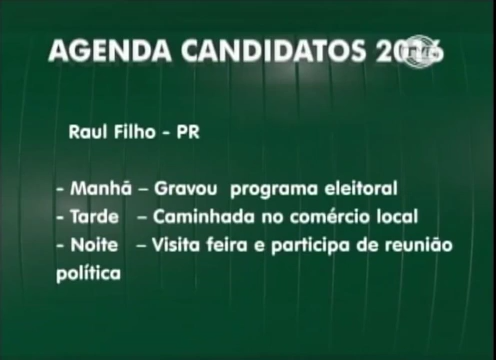 AGENDA CANDIDATOS 2016
Raul Filho - PR
- Manhã – Gravou programa eleitoral
- Tarde – Caminhada no comércio local
- Noite – Visita feira e participa de reunião
política